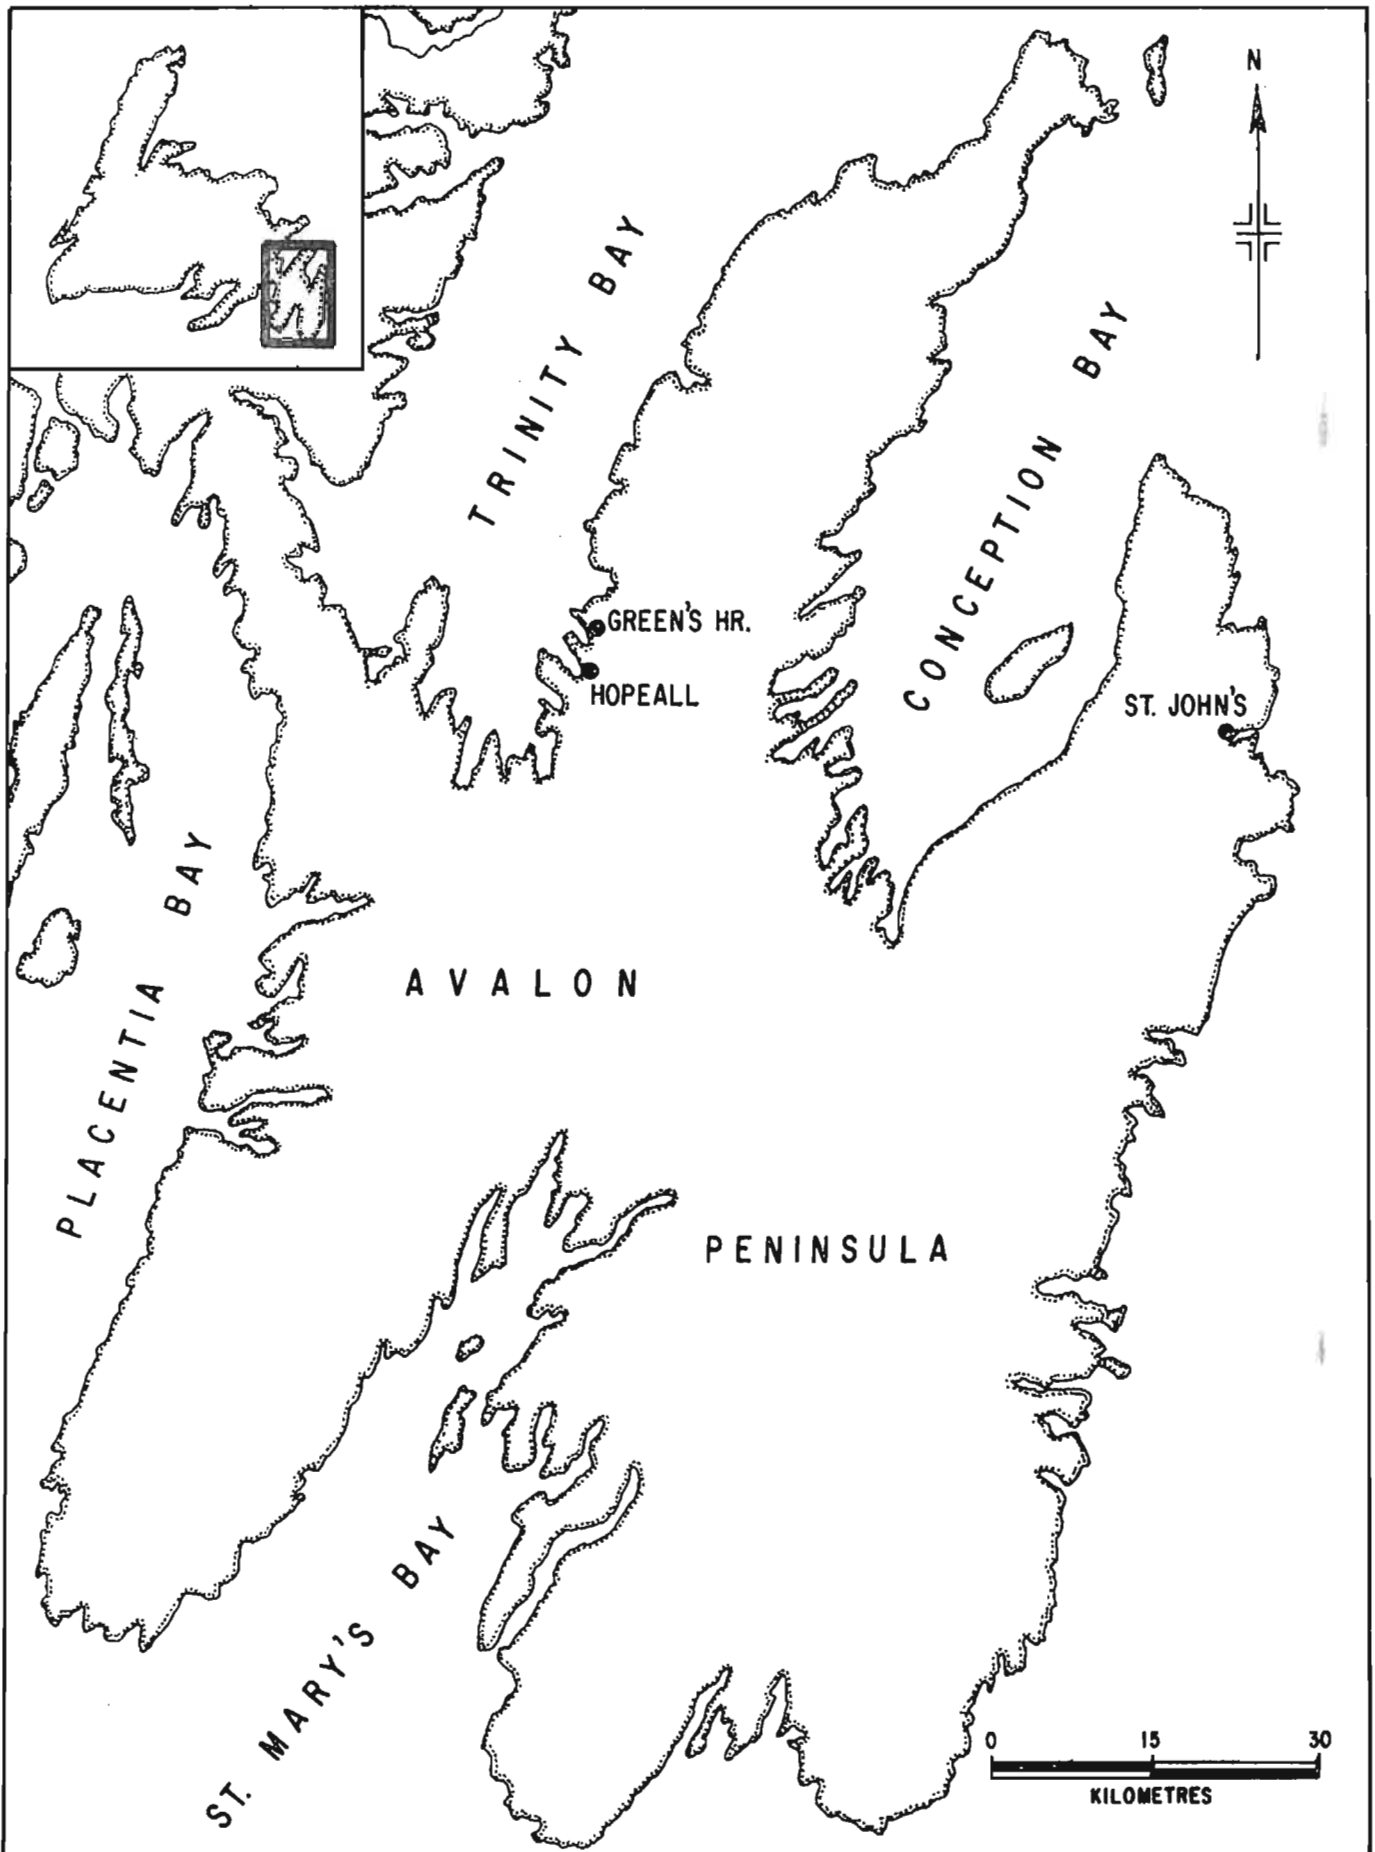 N
TRINITY BAY
CONCEPTION BAY
GREEN'S HR.
HOPEALL
ST. JOHN'S
PLACENTIA BAY
AVALON
PENINSULA
ST. MARY'S BAY
0 15 30
KILOMETRES